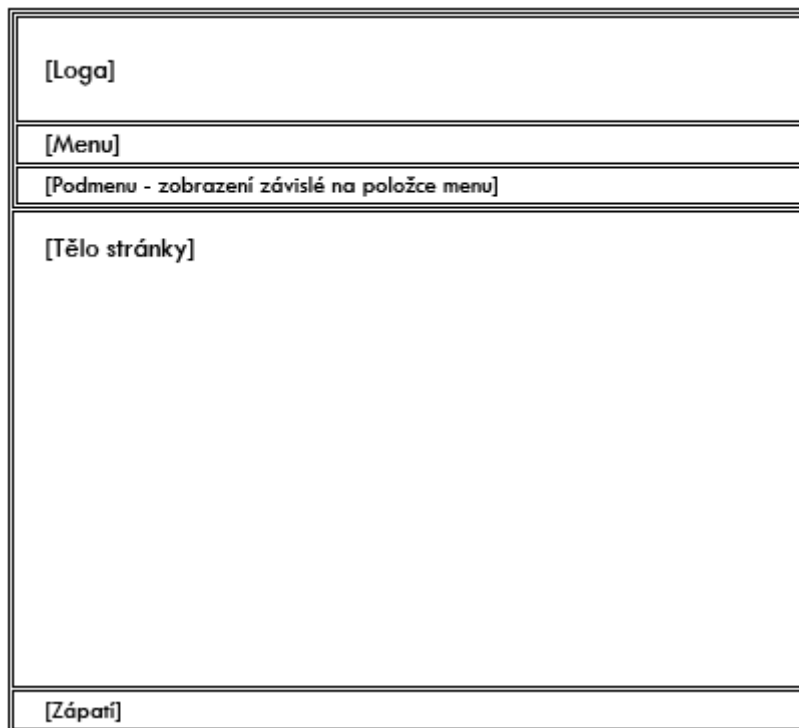 [Loga]
[Menu]
[Podmenu - zobrazení závislé na položce menu]
[Tělo stránky]
[Zápatí]